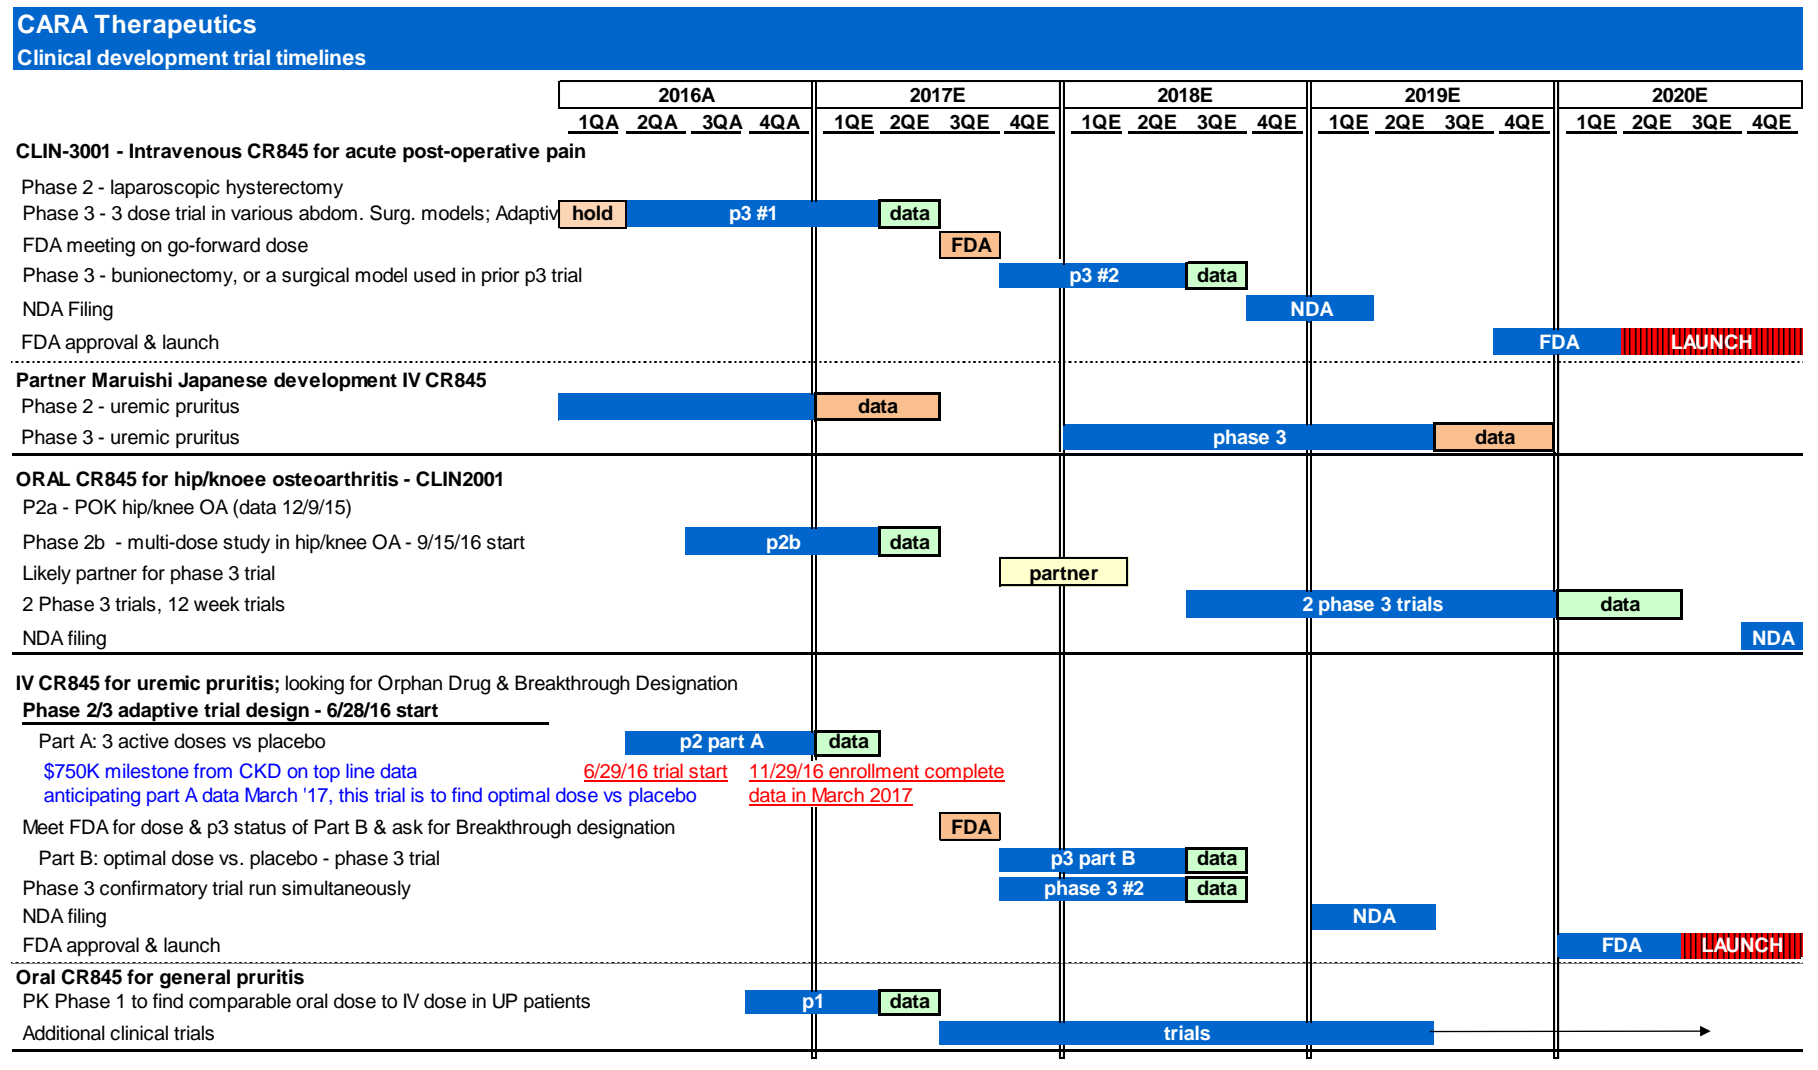 CARA Therapeutics
Clinical development trial timelines
2016A 2017E 2018E 2019E 2020E
1QA 2QA 3QA 4QA 1QE 2QE 3QE 4QE 1QE 2QE 3QE 4QE 1QE 2QE 3QE 4QE 1QE 2QE 3QE 4QE
CLIN-3001 - Intravenous CR845 for acute post-operative pain
Phase 2 - laparoscopic hysterectomy
Phase 3 - 3 dose trial in various abdom. Surg. models; Adaptiv hold p3 #1 data
FDA meeting on go-forward dose FDA
Phase 3 - bunionectomy, or a surgical model used in prior p3 trial p3 #2 data
NDA Filing NDA
FDA approval & launch FDA LAUNCH
Partner Maruishi Japanese development IV CR845
Phase 2 - uremic pruritus data
Phase 3 - uremic pruritus phase 3 data
ORAL CR845 for hip/knoee osteoarthritis - CLIN2001
P2a - POK hip/knee OA (data 12/9/15)
Phase 2b - multi-dose study in hip/knee OA - 9/15/16 start p2b data
Likely partner for phase 3 trial partner
2 Phase 3 trials, 12 week trials 2 phase 3 trials data
NDA filing NDA
IV CR845 for uremic pruritis; looking for Orphan Drug & Breakthrough Designation
Phase 2/3 adaptive trial design - 6/28/16 start
Part A: 3 active doses vs placebo p2 part A data
$750K milestone from CKD on top line data 6/29/16 trial start 11/29/16 enrollment complete
anticipating part A data March '17, this trial is to find optimal dose vs placebo data in March 2017
Meet FDA for dose & p3 status of Part B & ask for Breakthrough designation FDA
Part B: optimal dose vs. placebo - phase 3 trial p3 part B data
Phase 3 confirmatory trial run simultaneously phase 3 #2 data
NDA filing NDA
FDA approval & launch FDA LAUNCH
Oral CR845 for general pruritis
PK Phase 1 to find comparable oral dose to IV dose in UP patients p1 data
Additional clinical trials trials